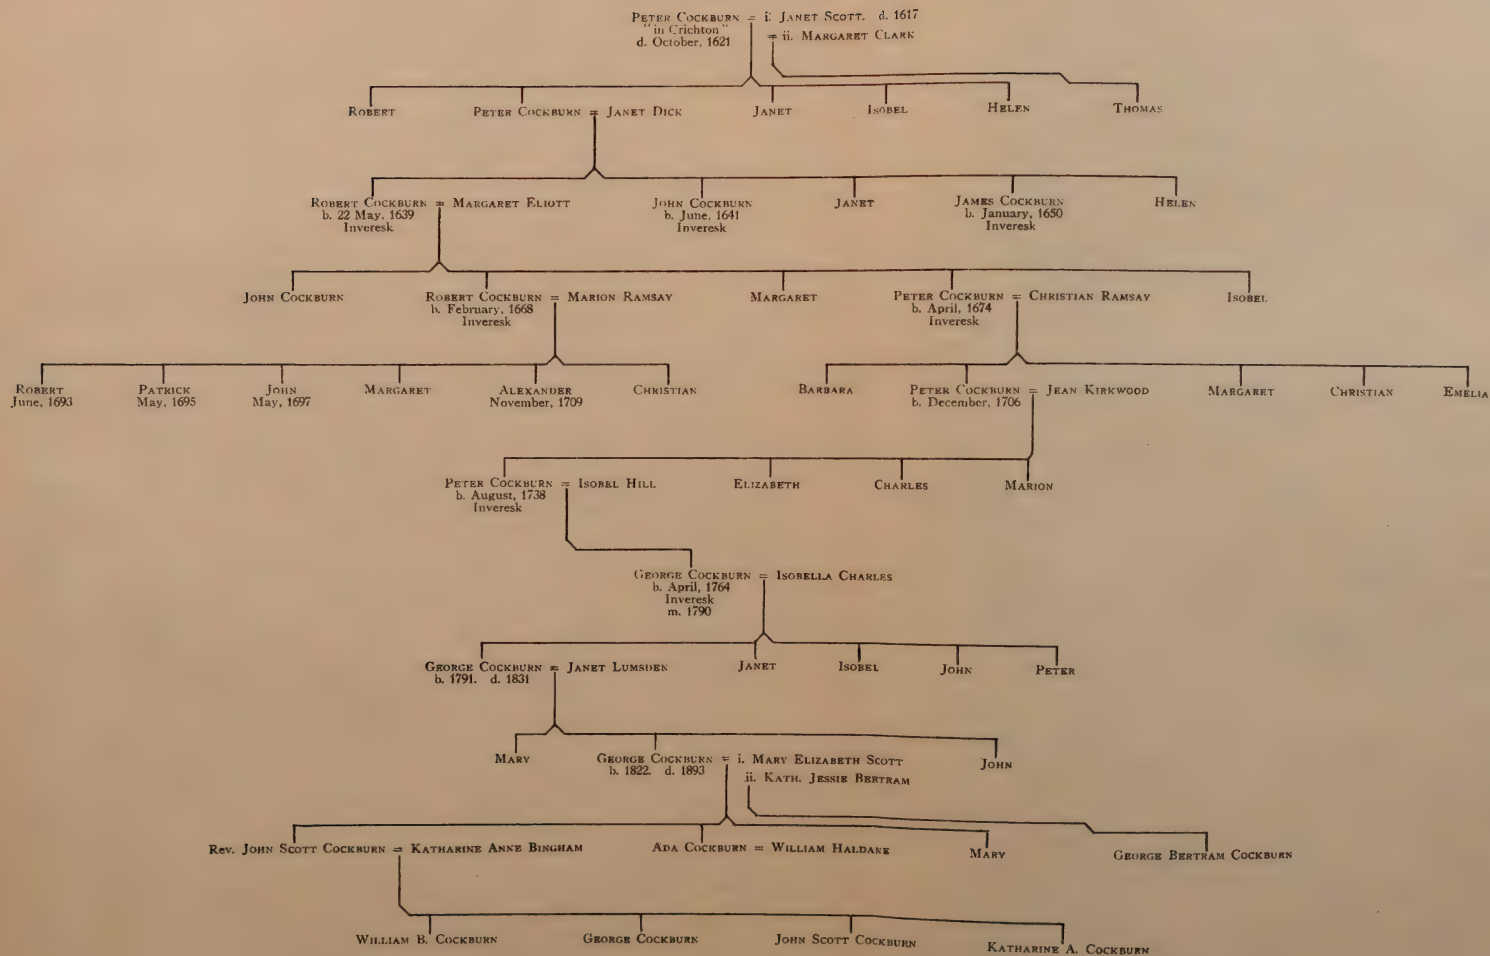 PETER COCKBURN = i. JANET SCOTT. d. 1617
"in Crichton" = ii. MARGARET CLARK
d. October, 1621
ROBERT PETER COCKBURN = JANET DICK JANET ISOBEL HELEN THOMAS
ROBERT COCKBURN = MARGARET ELIOTT JOHN COCKBURN JANET JAMES COCKBURN HELEN
b. 22 May, 1639 b. June, 1641 b. January, 1650
Inveresk Inveresk Inveresk
JOHN COCKBURN ROBERT COCKBURN = MARION RAMSAY MARGARET PETER COCKBURN = CHRISTIAN RAMSAY ISOBEL
b. February, 1668 b. April, 1674
Inveresk Inveresk
ROBERT PATRICK JOHN MARGARET ALEXANDER CHRISTIAN BARBARA PETER COCKBURN = JEAN KIRKWOOD MARGARET CHRISTIAN EMELIA
June, 1693 May, 1695 May, 1697 November, 1709 b. December, 1706
PETER COCKBURN = ISOBEL HILL ELIZABETH CHARLES MARION
b. August, 1738
Inveresk
GEORGE COCKBURN = ISOBELLA CHARLES
b. April, 1764
Inveresk
m. 1790
GEORGE COCKBURN = JANET LUMSDEN JANET ISOBEL JOHN PETER
b. 1791. d. 1831
MARY GEORGE COCKBURN = i. MARY ELIZABETH SCOTT JOHN
b. 1822. d. 1893 ii. KATH. JESSIE BERTRAM
Rev. JOHN SCOTT COCKBURN = KATHARINE ANNE BINGHAM ADA COCKBURN = WILLIAM HALDANE MARY GEORGE BERTRAM COCKBURN
WILLIAM B. COCKBURN GEORGE COCKBURN JOHN SCOTT COCKBURN KATHARINE A. COCKBURN